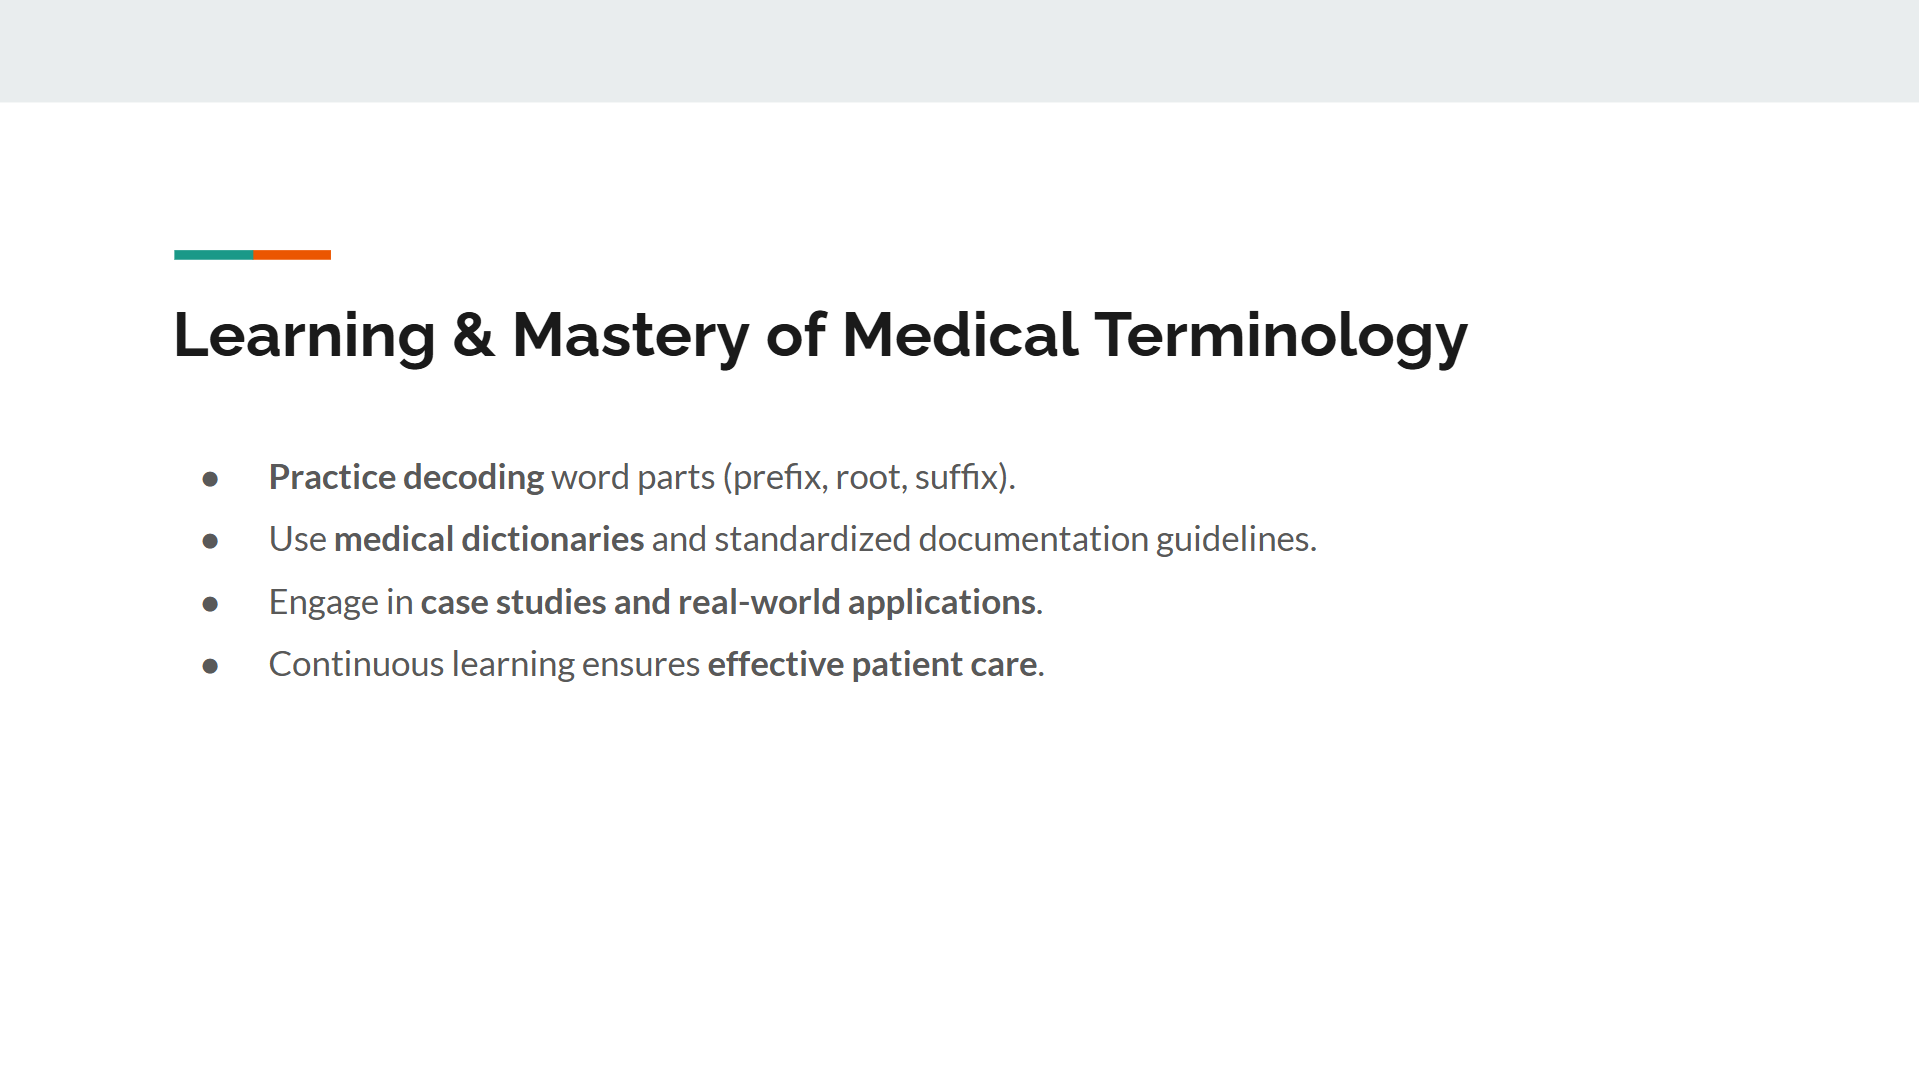 Learning & Mastery of Medical Terminology
● Practice decoding word parts (prefix, root, suffix).
● Use medical dictionaries and standardized documentation guidelines.
● Engage in case studies and real-world applications.
● Continuous learning ensures effective patient care.